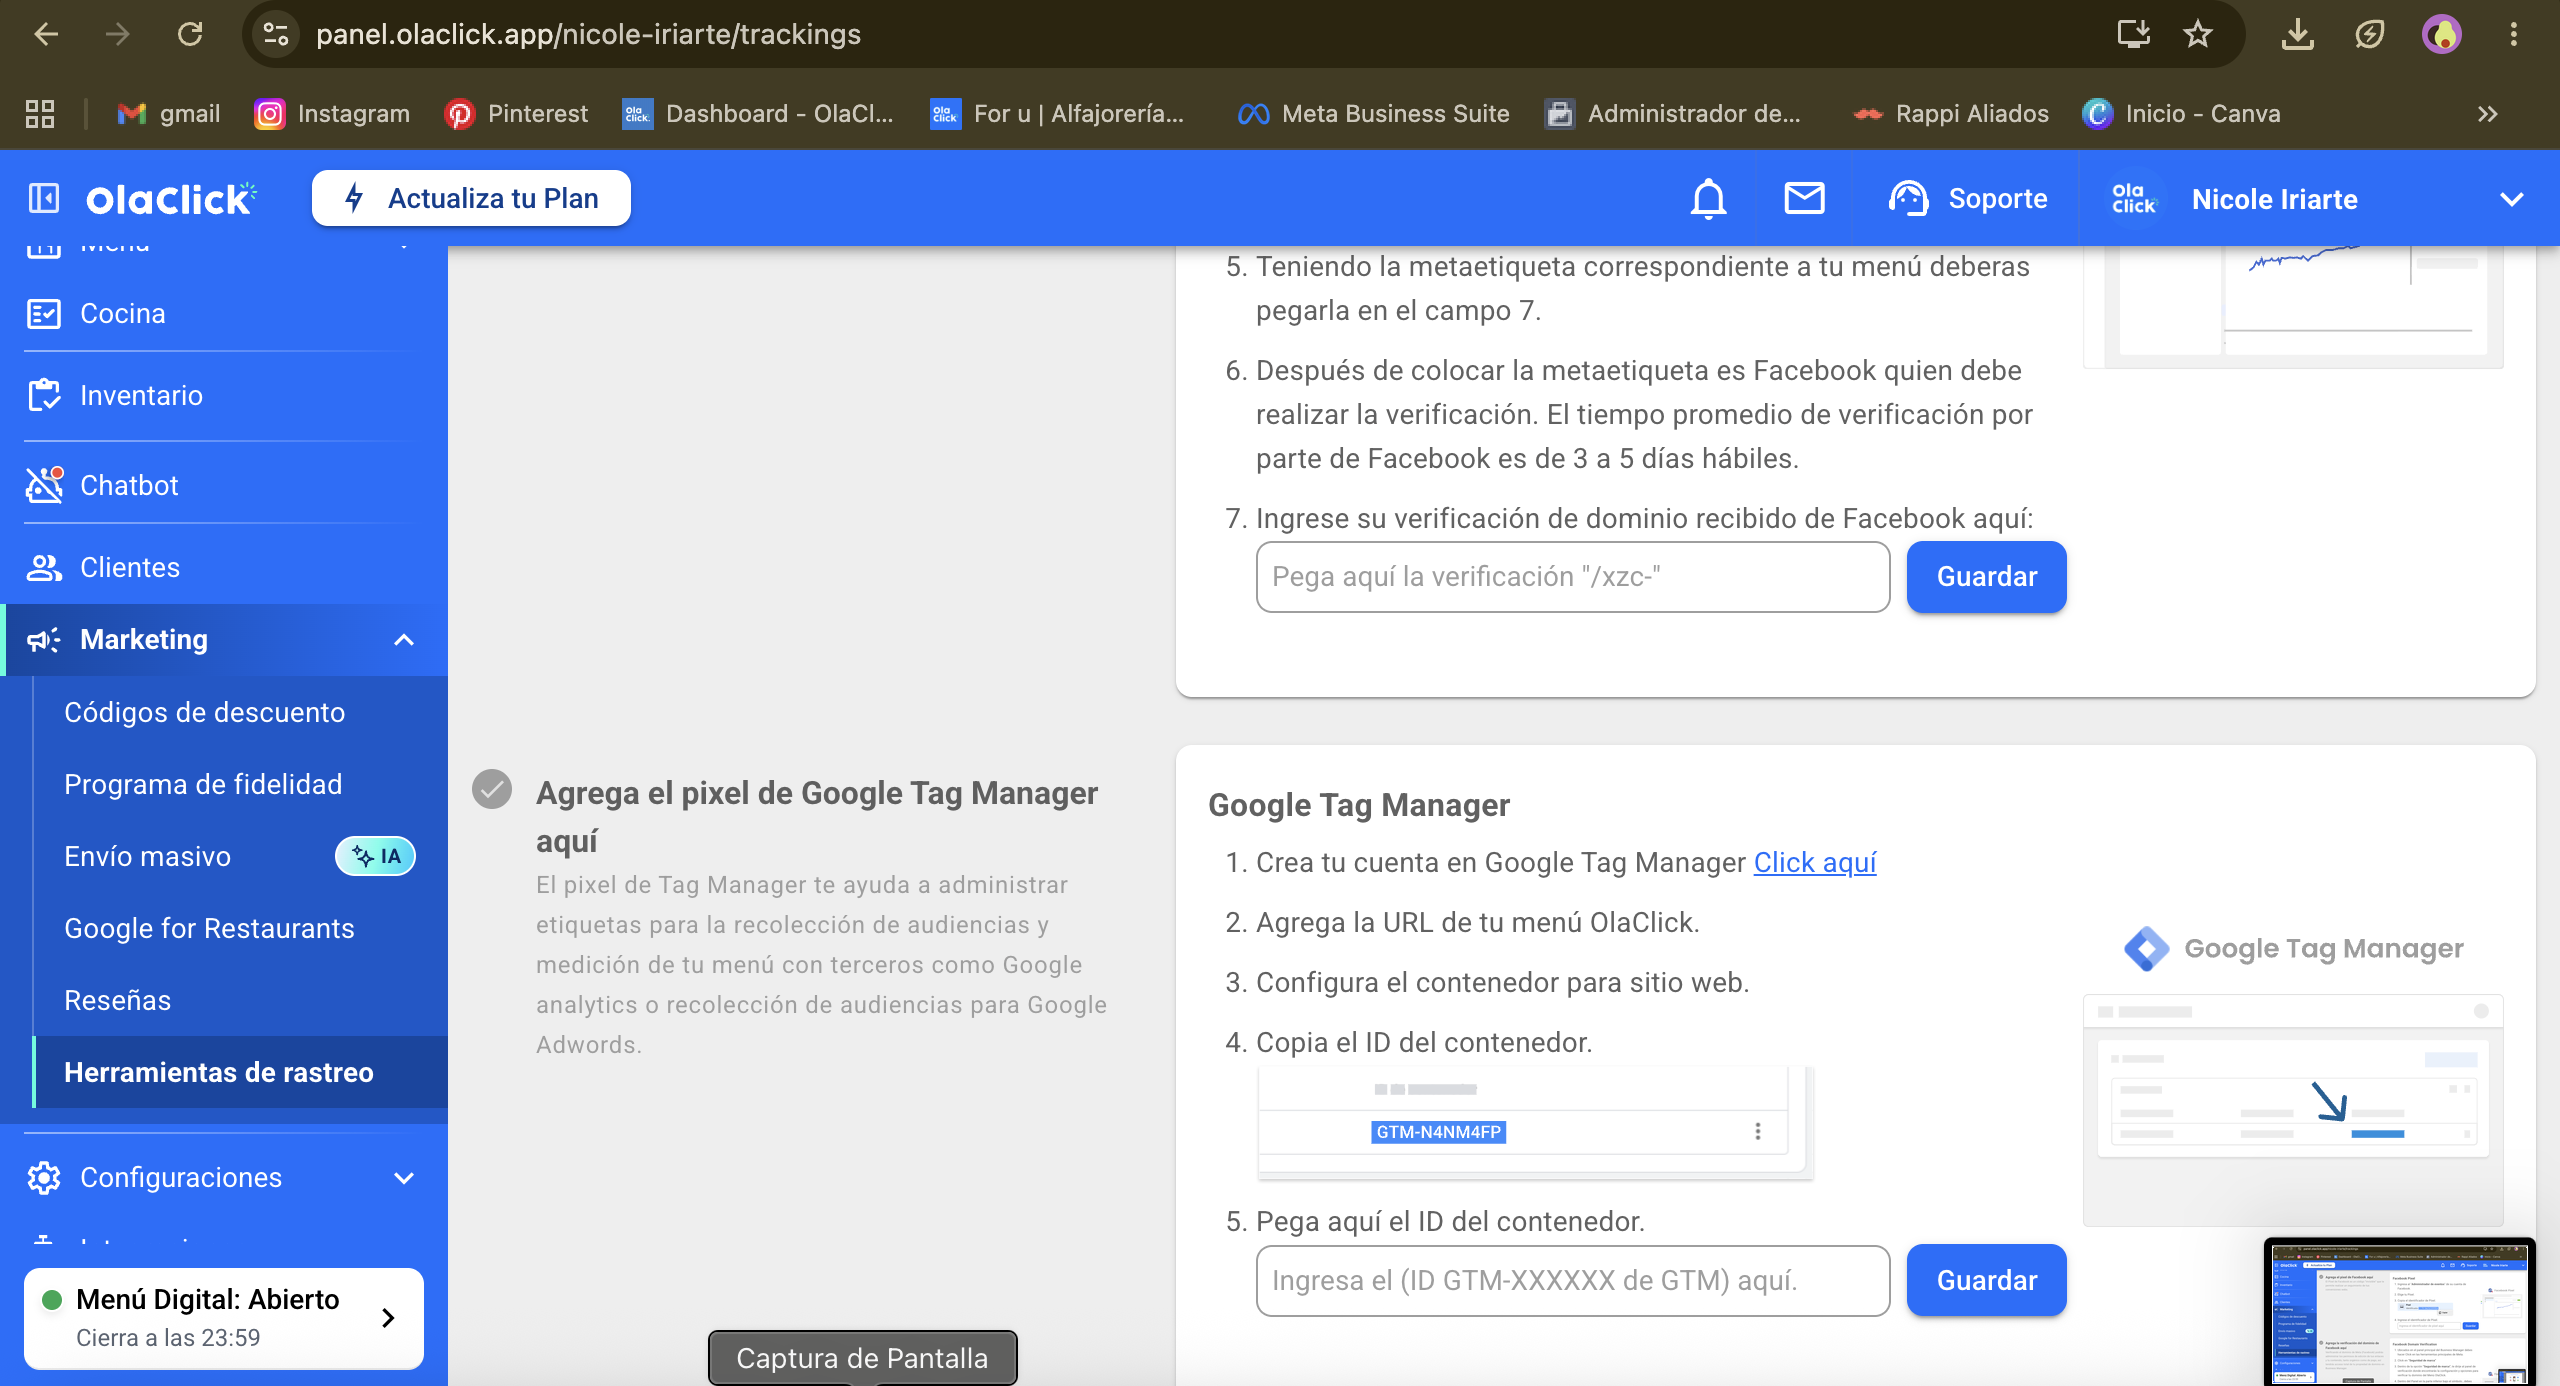 panel.olaclick.app/nicole-iriarte/trackings
gmail
Instagram
Pinterest
Ola Click.
Dashboard - OlaCl...
Ola Click.
For u | Alfajorería...
Meta Business Suite
Administrador de...
Rappi Aliados
Inicio - Canva
olaclick
Actualiza tu Plan
Soporte
Ola Click
Nicole Iriarte
Menú
Cocina
Inventario
Chatbot
Clientes
Marketing
Códigos de descuento
Programa de fidelidad
Envío masivo
IA
Google for Restaurants
Reseñas
Herramientas de rastreo
Configuraciones
Menú Digital: Abierto
Cierra a las 23:59
5. Teniendo la metaetiqueta correspondiente a tu menú deberas
pegarla en el campo 7.
6. Después de colocar la metaetiqueta es Facebook quien debe
realizar la verificación. El tiempo promedio de verificación por
parte de Facebook es de 3 a 5 días hábiles.
7. Ingrese su verificación de dominio recibido de Facebook aquí:
Pega aquí la verificación "/xzc-"
Guardar
Agrega el pixel de Google Tag Manager
aquí
El pixel de Tag Manager te ayuda a administrar
etiquetas para la recolección de audiencias y
medición de tu menú con terceros como Google
analytics o recolección de audiencias para Google
Adwords.
Google Tag Manager
1. Crea tu cuenta en Google Tag Manager Click aquí
2. Agrega la URL de tu menú OlaClick.
3. Configura el contenedor para sitio web.
4. Copia el ID del contenedor.
GTM-N4NM4FP
5. Pega aquí el ID del contenedor.
Ingresa el (ID GTM-XXXXXX de GTM) aquí.
Guardar
Google Tag Manager
Captura de Pantalla